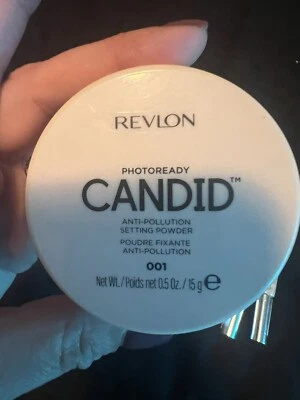 REVLON
PHOTOREADY
CANDID™
ANTI-POLLUTION
SETTING POWDER
POUDRE FIXANTE
ANTI-POLLUTION
001
Net Wt./Poids net 0.5 Oz. / 15 g ℮